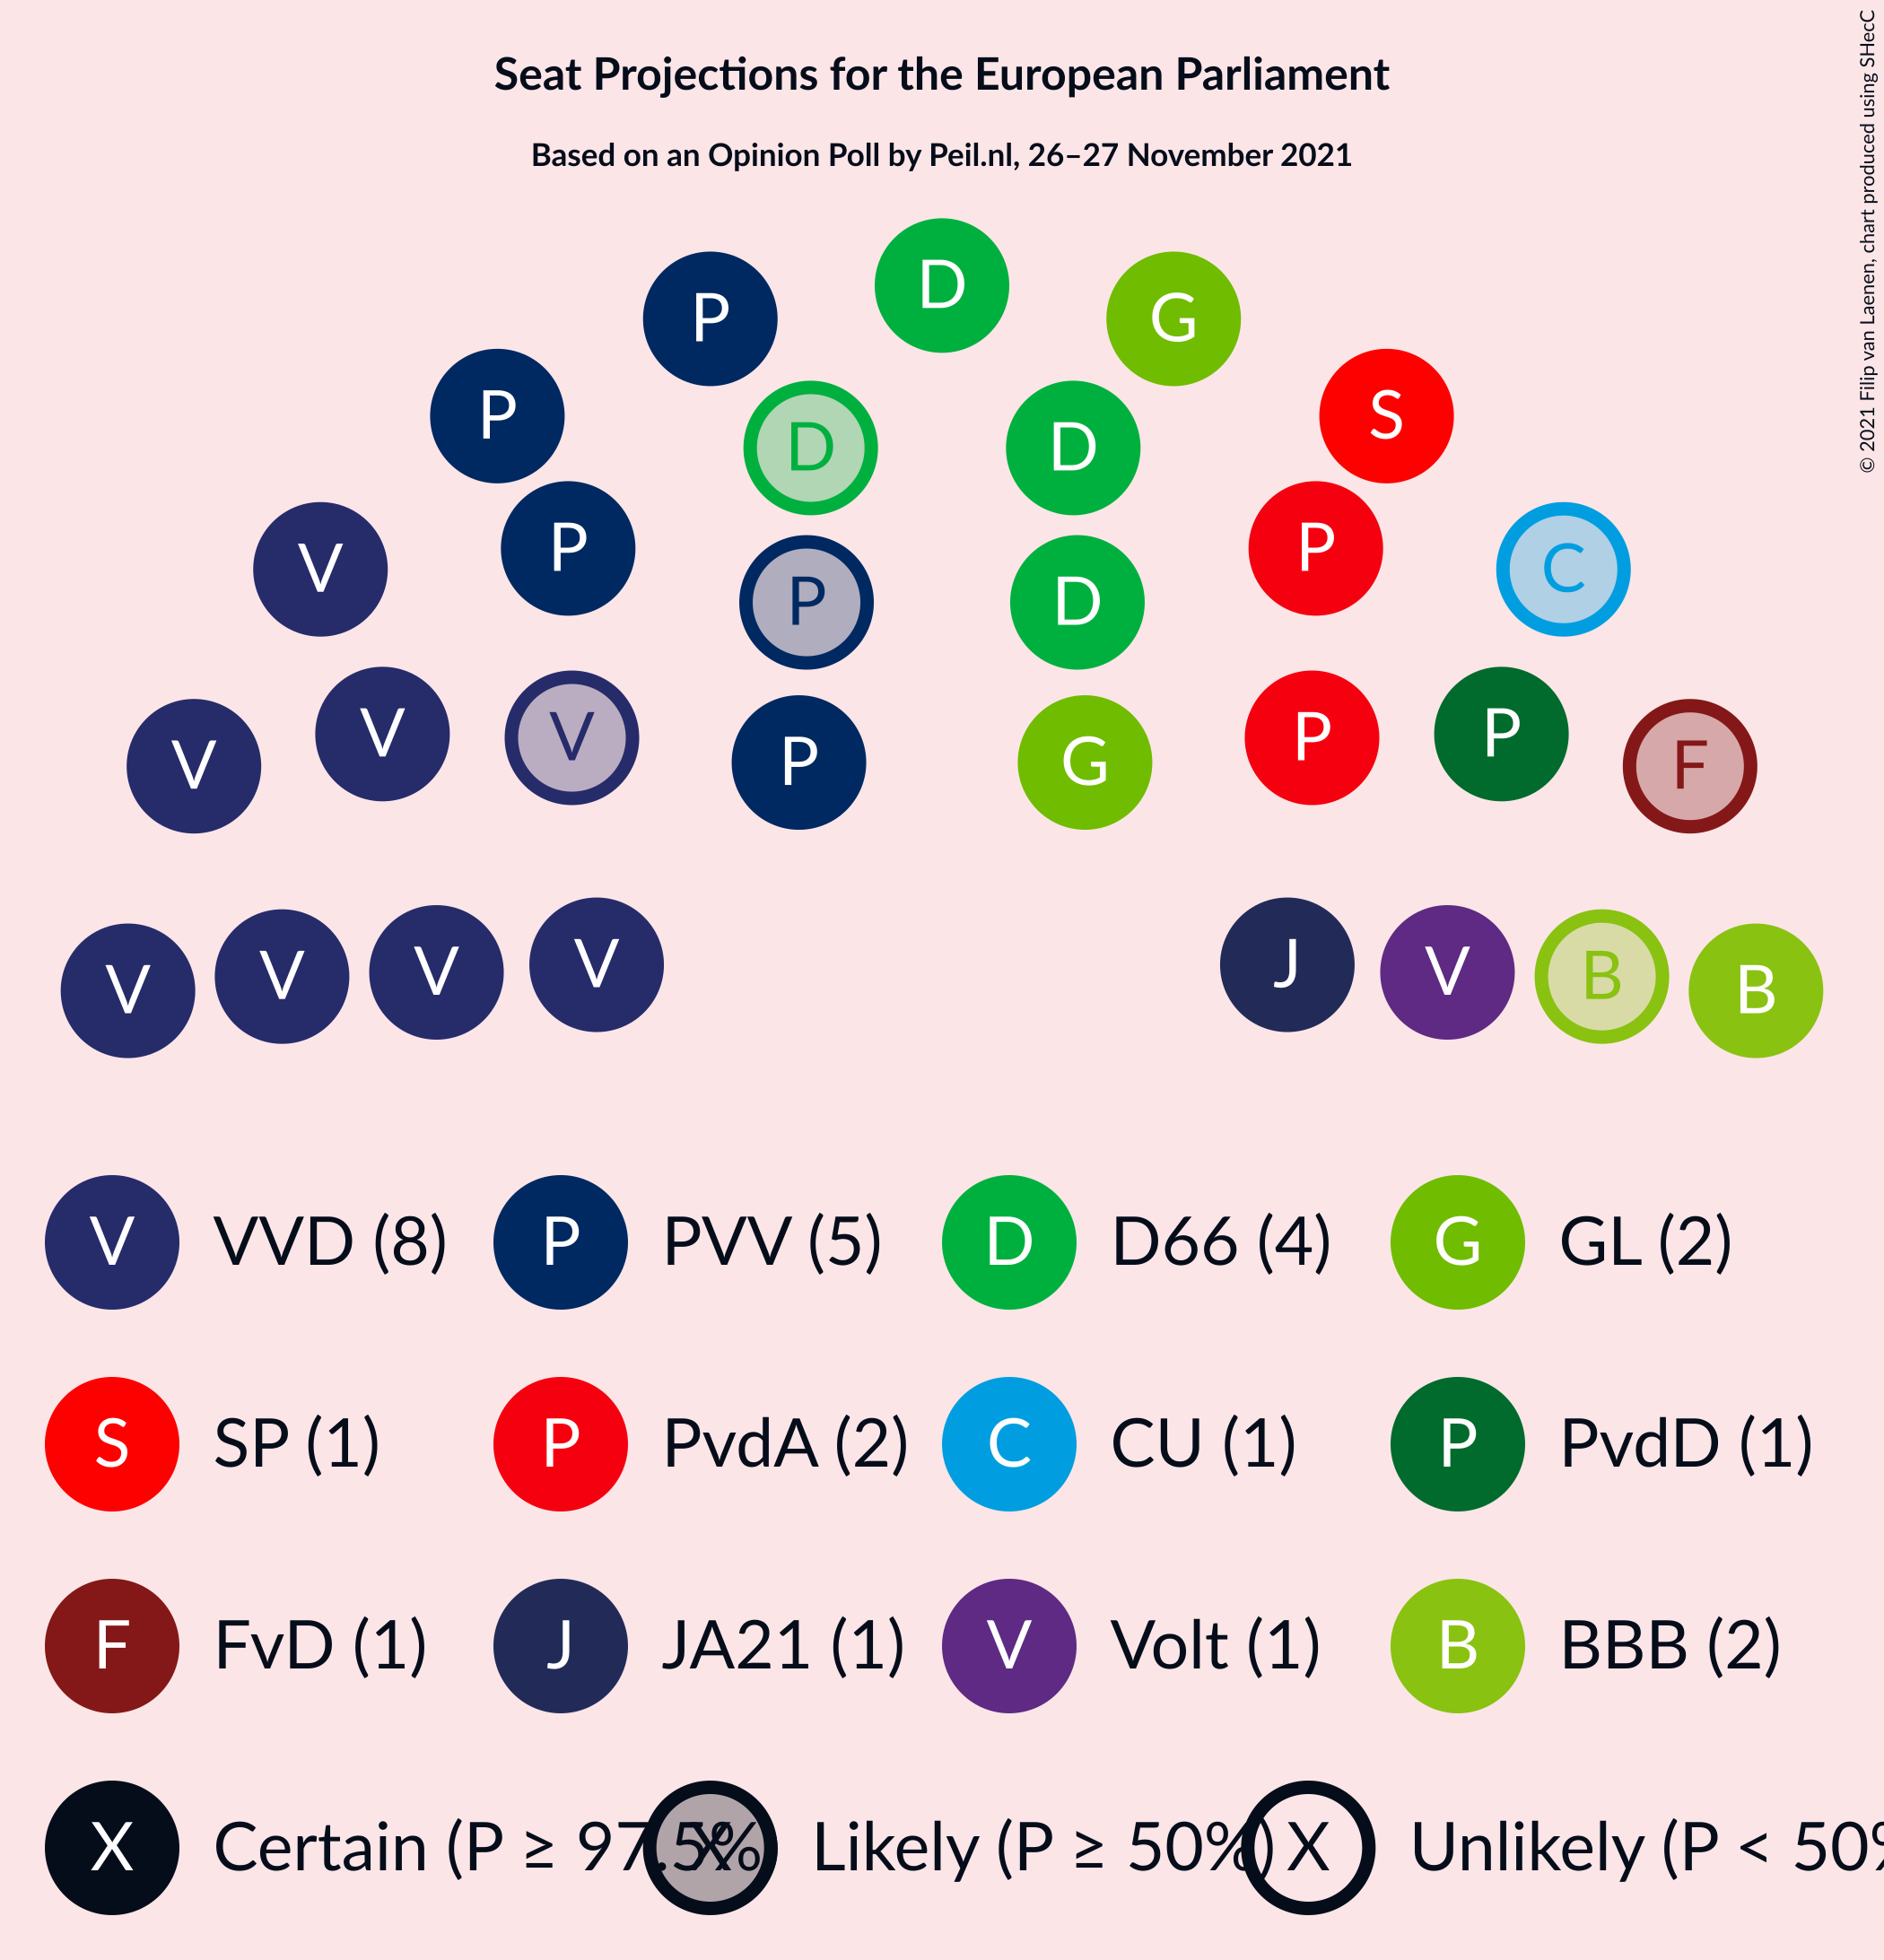 Seat Projections for the European Parliament
Based on an Opinion Poll by Peil.nl, 26–27 November 2021
© 2021 Filip van Laenen, chart produced using SHecC
D
P G
P S
D D
P P
V C
P D
V P
V V P
P G
V F
V J
V V
V B
V B
V VVD (8) P PVV (5) D D66 (4) G GL (2)
S SP (1) P PvdA (2) C CU (1) P PvdD (1)
F FvD (1) J JA21 (1) V Volt (1) B BBB (2)
X Certain (P ≥ 97.5% X Likely (P ≥ 50%) X Unlikely (P < 50%